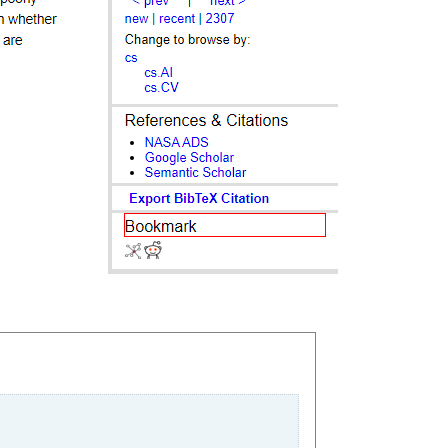 whether
are
< prev | next >
new | recent | 2307
Change to browse by:
cs
cs.AI
cs.CV
References & Citations
NASA ADS
Google Scholar
Semantic Scholar
Export BibTeX Citation
Bookmark